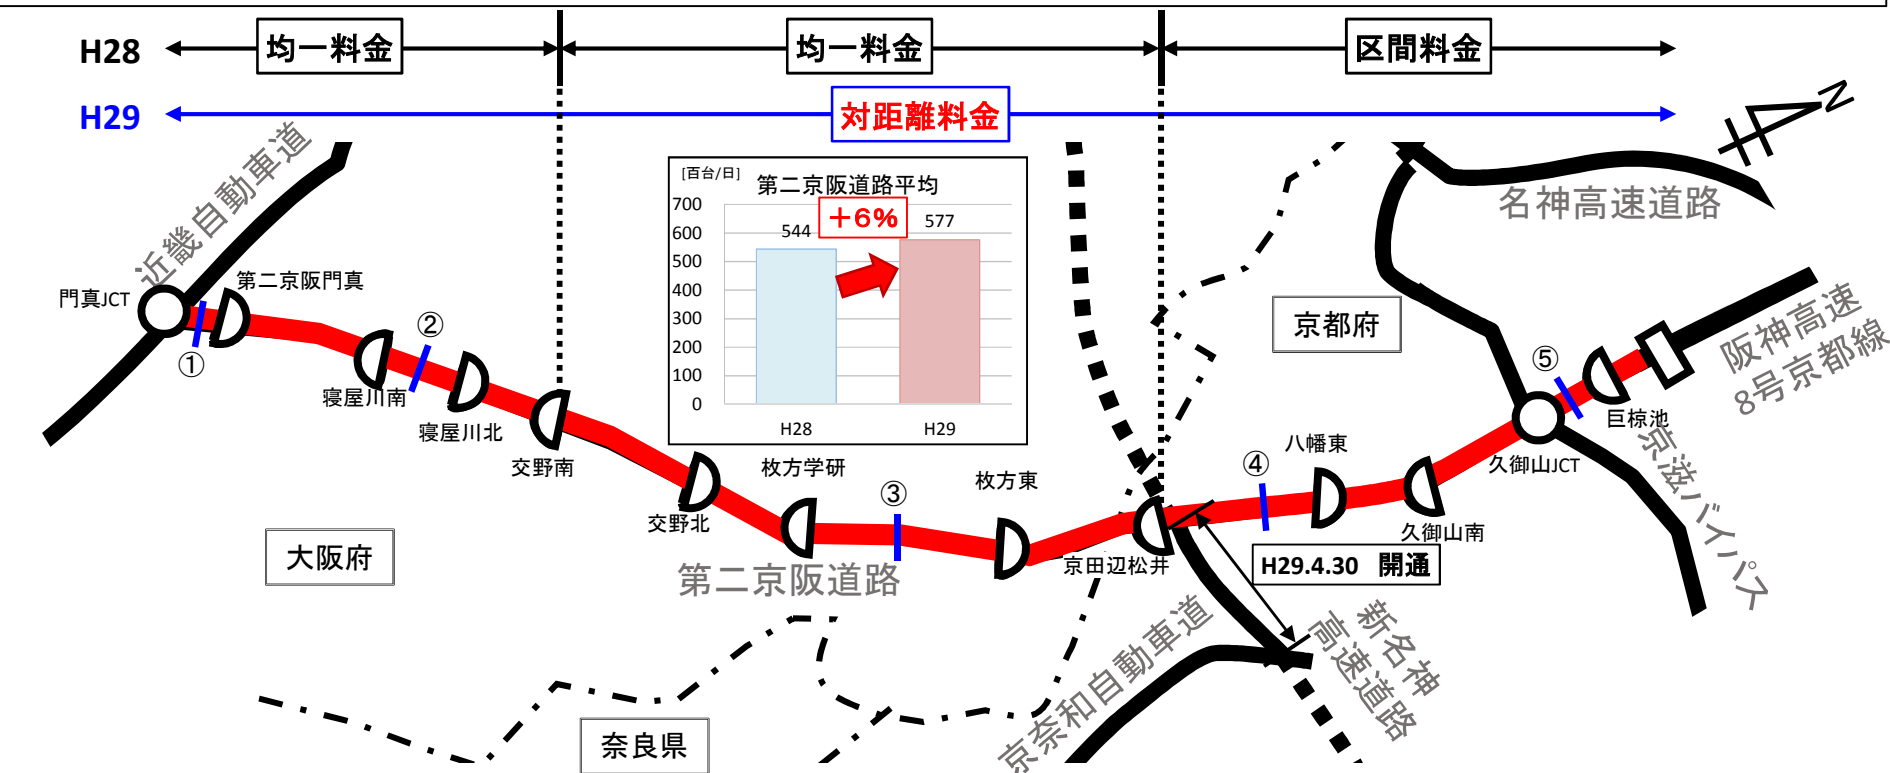 H28
均一料金
均一料金
区間料金
H29
対距離料金
N
近畿自動車道
名神高速道路
[百台/日]
第二京阪道路平均
700
600
500
400
300
200
100
0
544
+6%
577
H28
H29
門真JCT
第二京阪門真
①
②
寝屋川南
寝屋川北
交野南
交野北
枚方学研
③
枚方東
京田辺松井
④
八幡東
久御山南
久御山JCT
⑤
巨椋池
京都府
阪神高速
8号京都線
京滋バイパス
大阪府
第二京阪道路
H29.4.30 開通
新名神
高速道路
京奈和自動車道
奈良県